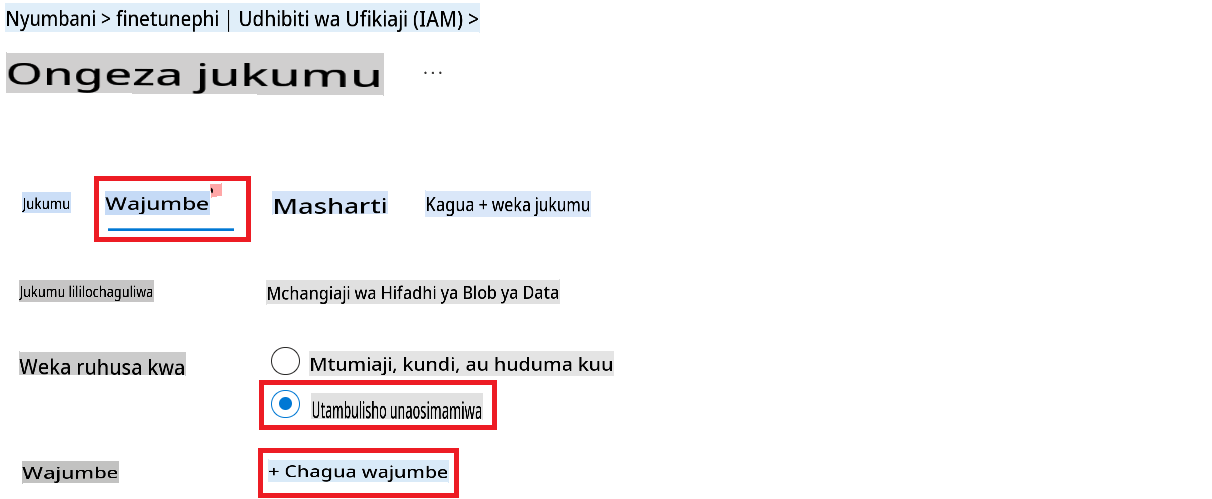 Nyumbani > finetunephi | Udhibiti wa Ufikiaji (IAM) >
Ongeza jukumu ...
Jukumu Wajumbe Masharti Kagua + weka jukumu
Jukumu lililochaguliwa Mchangiaji wa Hifadhi ya Blob ya Data
Weka ruhusa kwa Mtumiaji, kundi, au huduma kuu
Utambulisho unaosimamiwa
Wajumbe + Chagua wajumbe